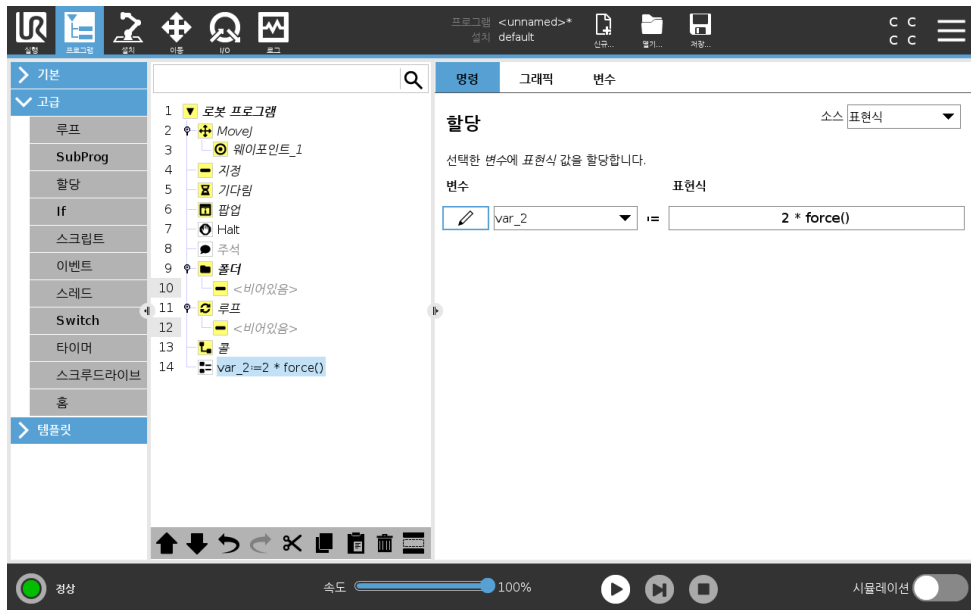 UR
실행
프로그램
설치
이동
I/O
로그
프로그램 <unnamed>*
설치 default
신규...
열기...
저장...
C C
C C
기본
고급
루프
SubProg
할당
If
스크립트
이벤트
스레드
Switch
타이머
스크루드라이브
홈
템플릿
1 로봇 프로그램
2 MoveJ
3 웨이포인트_1
4 지정
5 기다림
6 팝업
7 Halt
8 주석
9 폴더
10 <비어있음>
11 루프
12 <비어있음>
13 콜
14 var_2:=2 * force()
명령 그래픽 변수
할당
소스 표현식
선택한 변수에 표현식 값을 할당합니다.
변수 표현식
var_2 := 2 * force()
정상
속도 100%
시뮬레이션